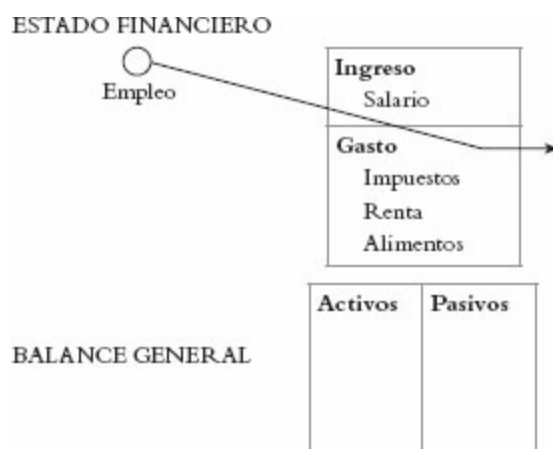 ESTADO FINANCIERO
Empleo
Ingreso
Salario
Gasto
Impuestos
Renta
Alimentos
BALANCE GENERAL
Activos
Pasivos